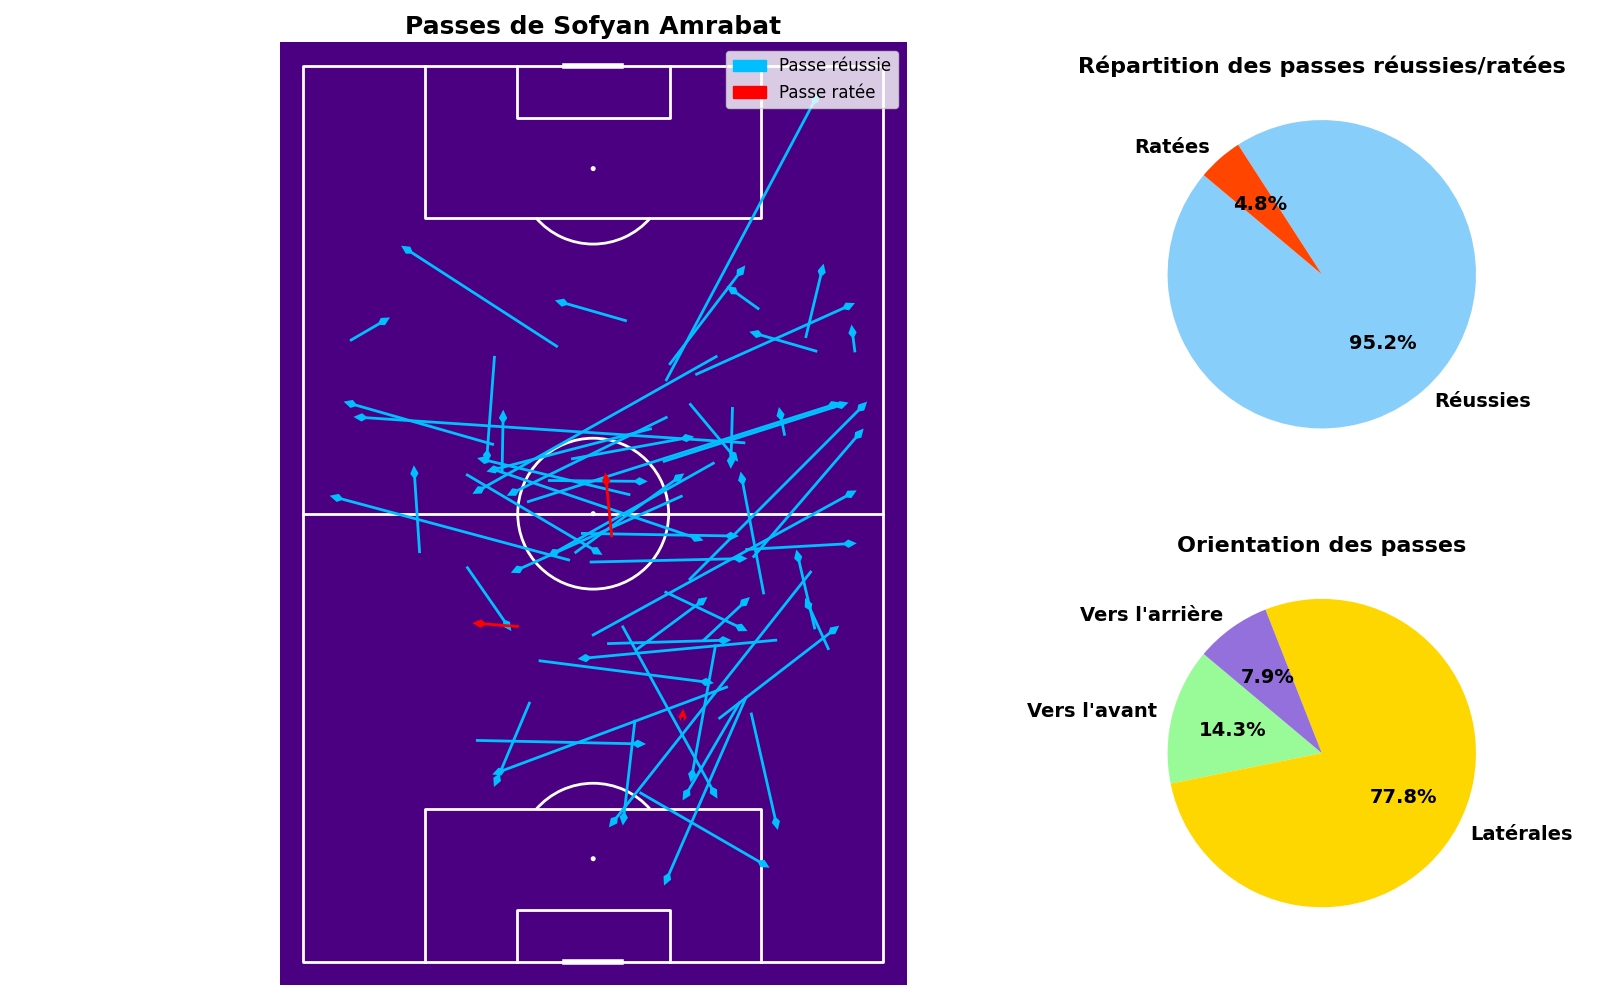 Passes de Sofyan Amrabat
Passe réussie
Passe ratée
Répartition des passes réussies/ratées
Ratées
4.8%
95.2%
Réussies
Orientation des passes
Vers l'arrière
7.9%
Vers l'avant
14.3%
77.8%
Latérales